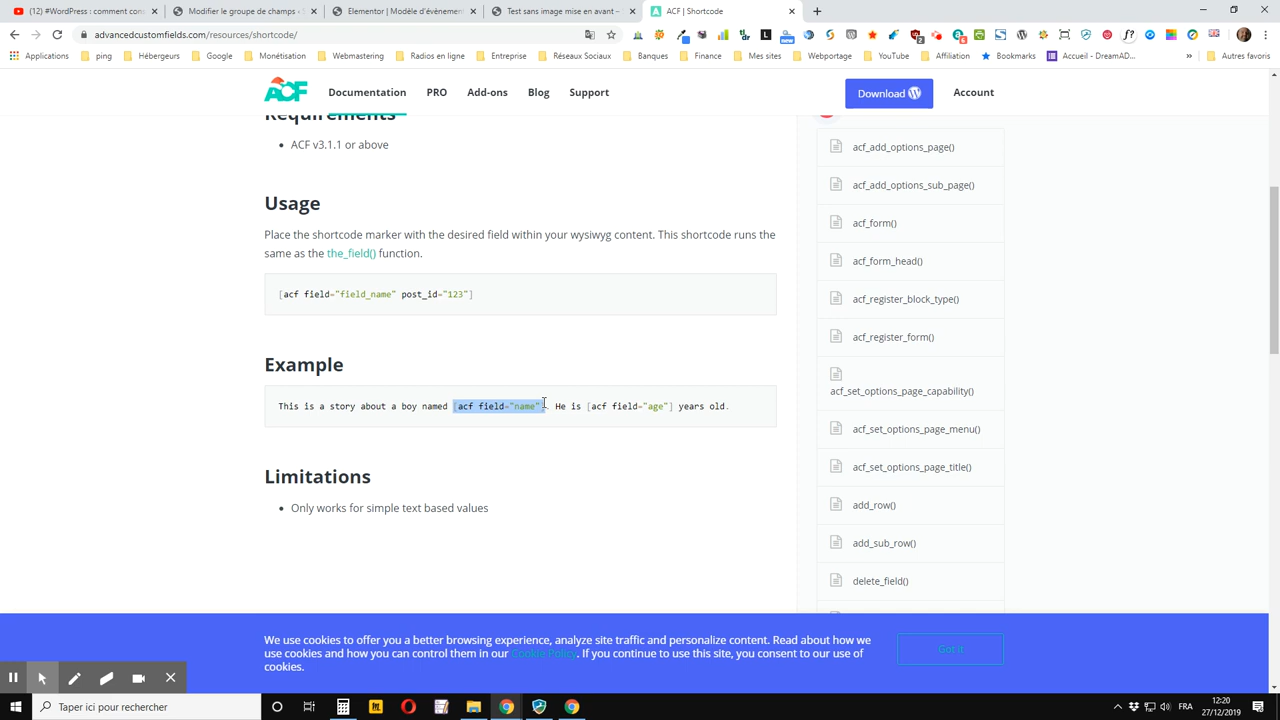 (12) #WordPress : comment cons
Modifier le groupe de champs ‹ S
Elementor | Modèle d'évènemen
Test sans image mise en avant –
ACF | Shortcode
advancedcustomfields.com/resources/shortcode/
Applications
ping
Hébergeurs
Google
Monétisation
Webmastering
Radios en ligne
Entreprise
Réseaux Sociaux
Banques
Finance
Mes sites
Webportage
YouTube
Affiliation
Bookmarks
Accueil - DreamAD...
»
Autres favoris
ACF
Documentation
PRO
Add-ons
Blog
Support
Download
Account
Requirements
• ACF v3.1.1 or above
Usage
Place the shortcode marker with the desired field within your wysiwyg content. This shortcode runs the
same as the the_field() function.
[acf field="field_name" post_id="123"]
Example
This is a story about a boy named [acf field="name"]. He is [acf field="age"] years old.
Limitations
• Only works for simple text based values
acf_add_options_page()
acf_add_options_sub_page()
acf_form()
acf_form_head()
acf_register_block_type()
acf_register_form()
acf_set_options_page_capability()
acf_set_options_page_menu()
acf_set_options_page_title()
add_row()
add_sub_row()
delete_field()
We use cookies to offer you a better browsing experience, analyze site traffic and personalize content. Read about how we
use cookies and how you can control them in our Cookie Policy. If you continue to use this site, you consent to our use of
cookies.
Got it
Taper ici pour rechercher
FRA
12:20
27/12/2019